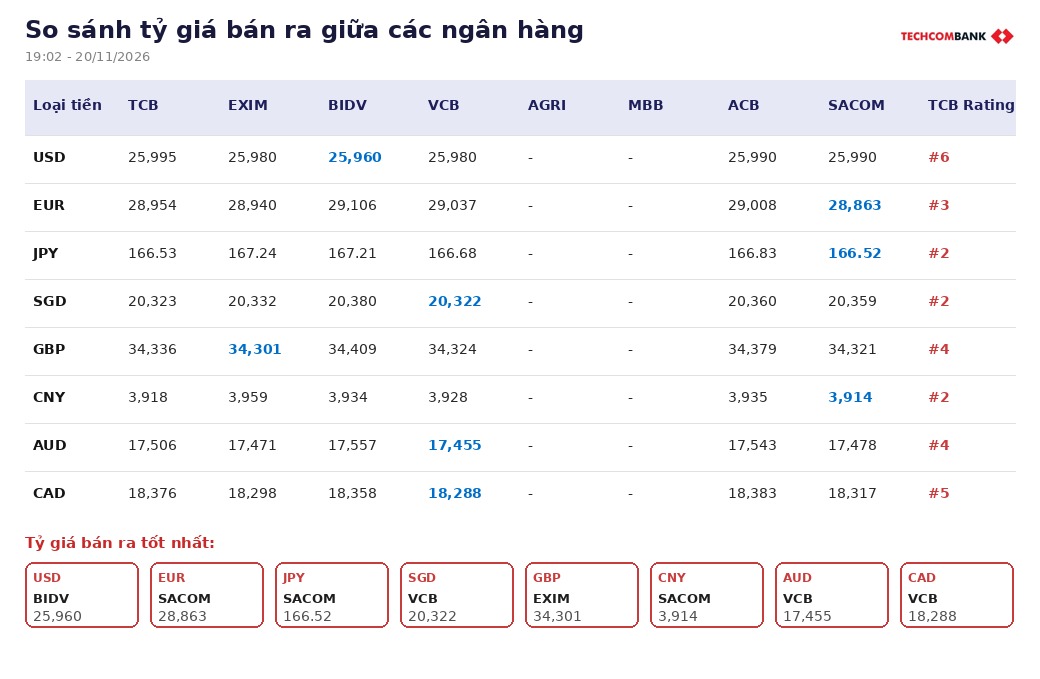 So sánh tỷ giá bán ra giữa các ngân hàng
TECHCOMBANK
19:02 - 20/11/2026
Loại tiền TCB EXIM BIDV VCB AGRI MBB ACB SACOM TCB Rating
USD 25,995 25,980 25,960 25,980 - - 25,990 25,990 #6
EUR 28,954 28,940 29,106 29,037 - - 29,008 28,863 #3
JPY 166.53 167.24 167.21 166.68 - - 166.83 166.52 #2
SGD 20,323 20,332 20,380 20,322 - - 20,360 20,359 #2
GBP 34,336 34,301 34,409 34,324 - - 34,379 34,321 #4
CNY 3,918 3,959 3,934 3,928 - - 3,935 3,914 #2
AUD 17,506 17,471 17,557 17,455 - - 17,543 17,478 #4
CAD 18,376 18,298 18,358 18,288 - - 18,383 18,317 #5
Tỷ giá bán ra tốt nhất:
USD EUR JPY SGD GBP CNY AUD CAD
BIDV SACOM SACOM VCB EXIM SACOM VCB VCB
25,960 28,863 166.52 20,322 34,301 3,914 17,455 18,288